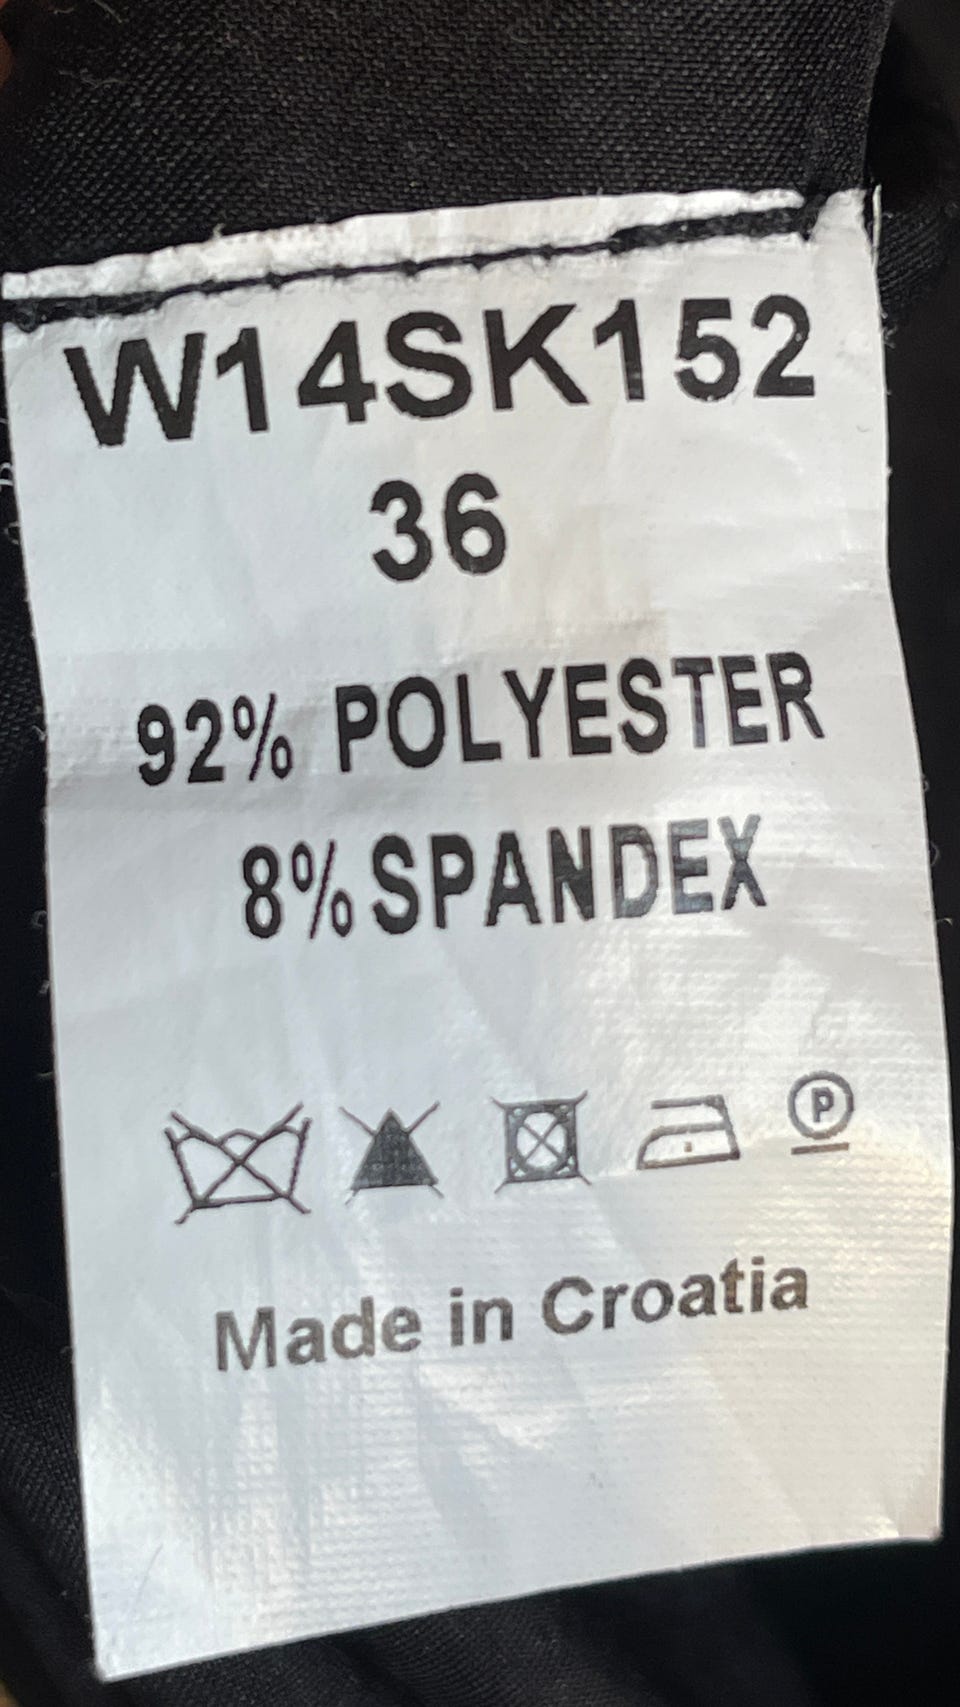 W14SK152
36
92% POLYESTER
8% SPANDEX
P
Made in Croatia